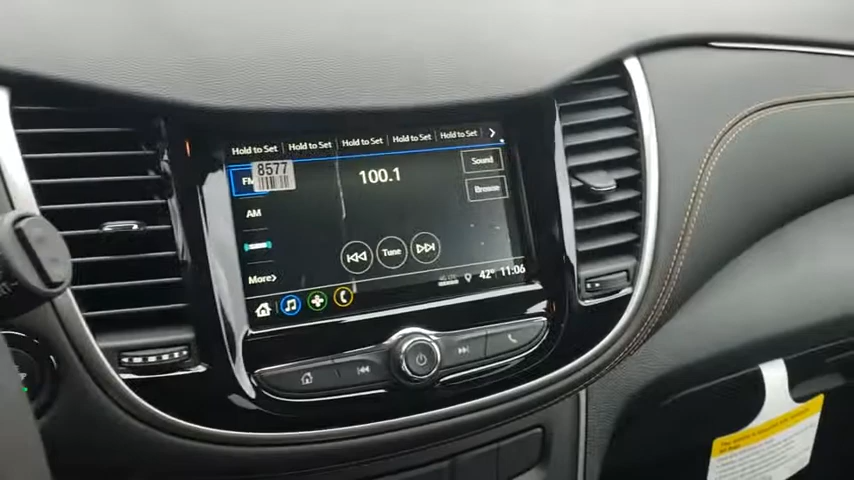 Hold to Set Hold to Set Hold to Set Hold to Set Hold to Set
8577
FM 100.1 Sound
Browse
AM
Tune
More
42° 11:06